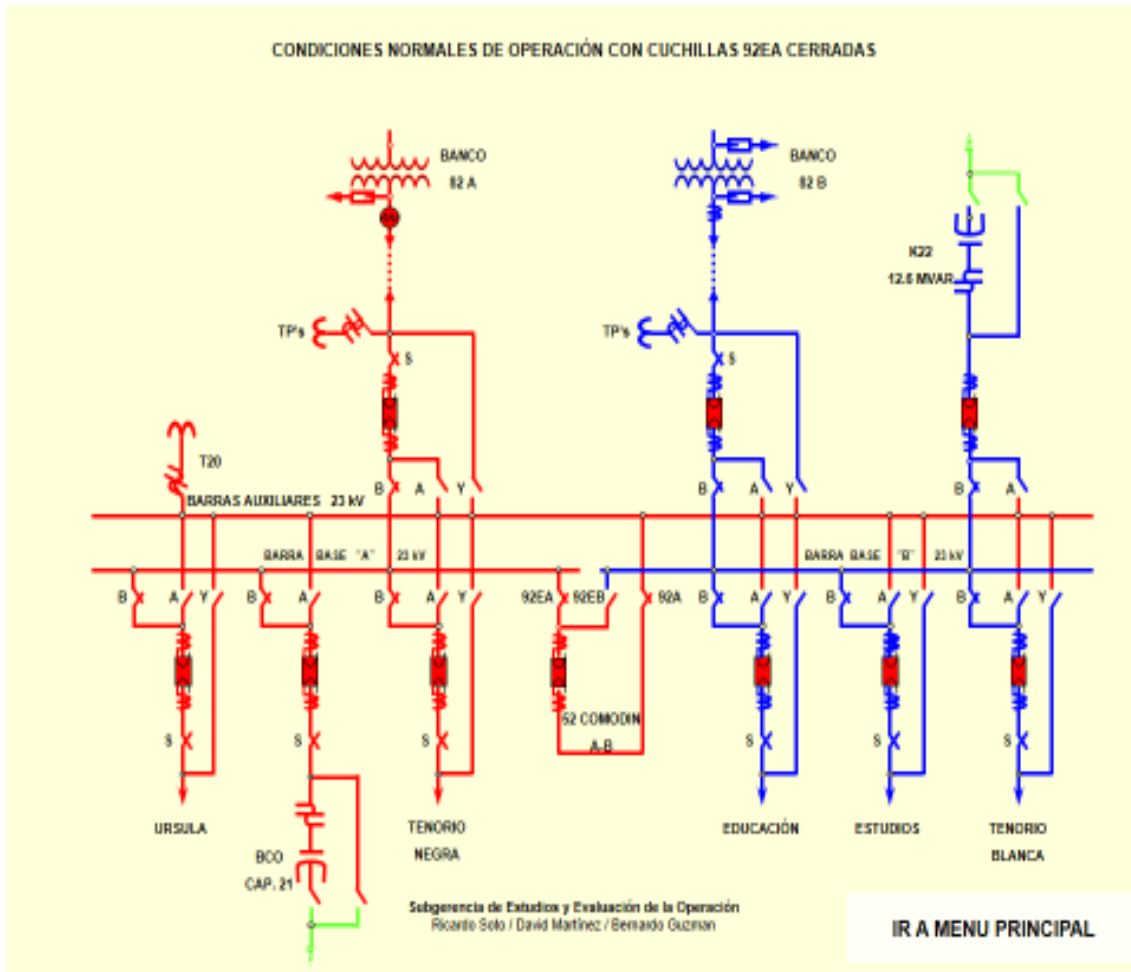 CONDICIONES NORMALES DE OPERACIÓN CON CUCHILLAS 92EA CERRADAS
BANCO
82 A
BANCO
82 B
K22
12.6 MVAR
TP's
S
TP's
S
T20
B
A
Y
B
A
Y
B
A
BARRAS AUXILIARES 23 kV
BARRA BASE "A" 23 kV
BARRA BASE "B" 23 kV
B
A
Y
B
A
B
A
Y
92EA
92EB
92A
B
A
Y
B
A
Y
B
A
Y
52 COMODIN
A-B
S
S
S
S
S
S
URSULA
TENORIO
NEGRA
EDUCACIÓN
ESTUDIOS
TENORIO
BLANCA
BCO
CAP. 21
Subgerencia de Estudios y Evaluación de la Operación
Ricardo Soto / David Martínez / Bernardo Guzman
IR A MENU PRINCIPAL